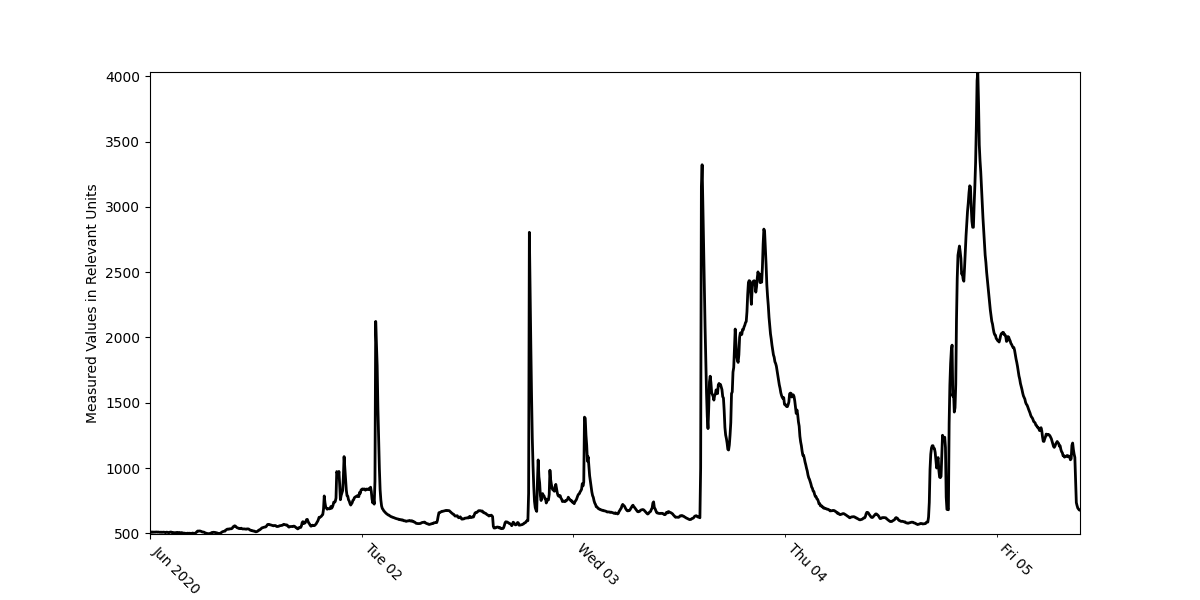 4000
3500
3000
2500
2000
1500
1000
500
Measured Values in Relevant Units
Jun 2020
Tue 02
Wed 03
Thu 04
Fri 05